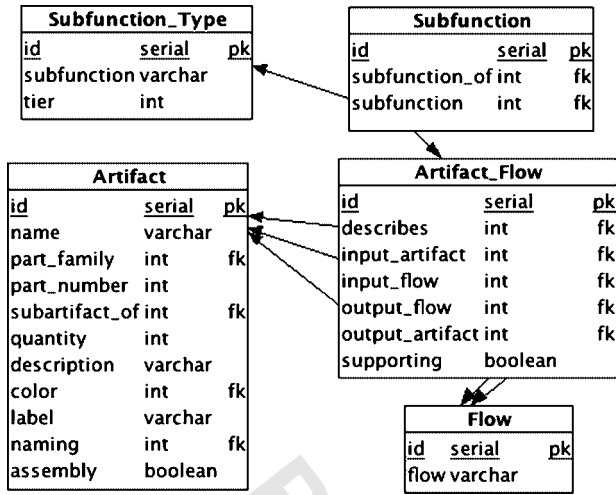 Subfunction_Type
id serial pk
subfunction varchar
tier int
Subfunction
id serial pk
subfunction_of int fk
subfunction int fk
Artifact
id serial pk
name varchar
part_family int fk
part_number int
subartifact_of int fk
quantity int
description varchar
color int fk
label varchar
naming int fk
assembly boolean
Artifact_Flow
id serial pk
describes int fk
input_artifact int fk
input_flow int fk
output_flow int fk
output_artifact int fk
supporting boolean
Flow
id serial pk
flow varchar